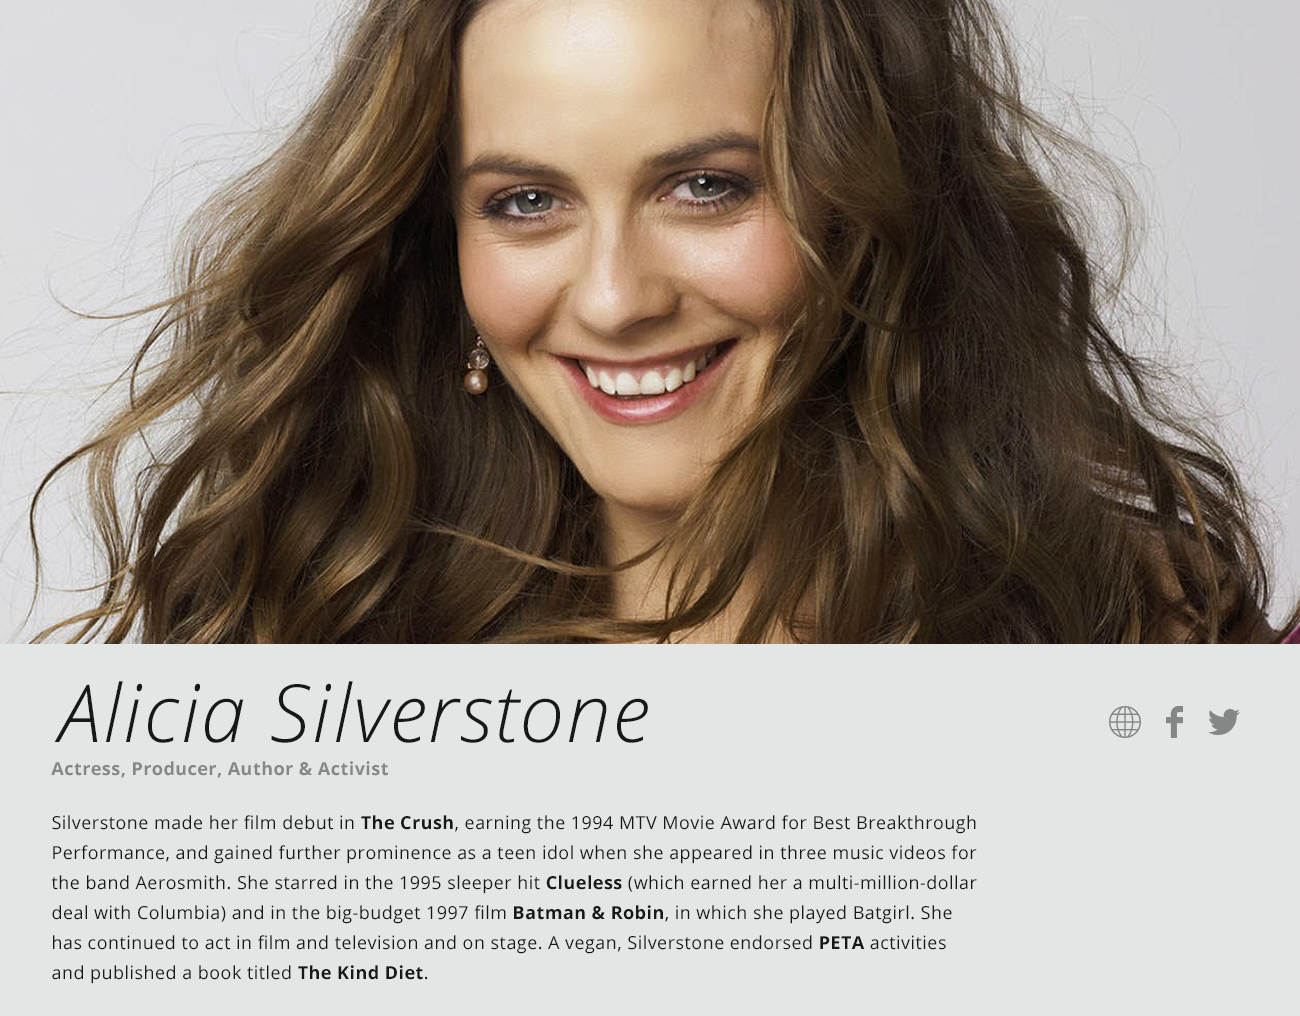 Alicia Silverstone
Actress, Producer, Author & Activist
Silverstone made her film debut in The Crush, earning the 1994 MTV Movie Award for Best Breakthrough
Performance, and gained further prominence as a teen idol when she appeared in three music videos for
the band Aerosmith. She starred in the 1995 sleeper hit Clueless (which earned her a multi-million-dollar
deal with Columbia) and in the big-budget 1997 film Batman & Robin, in which she played Batgirl. She
has continued to act in film and television and on stage. A vegan, Silverstone endorsed PETA activities
and published a book titled The Kind Diet.